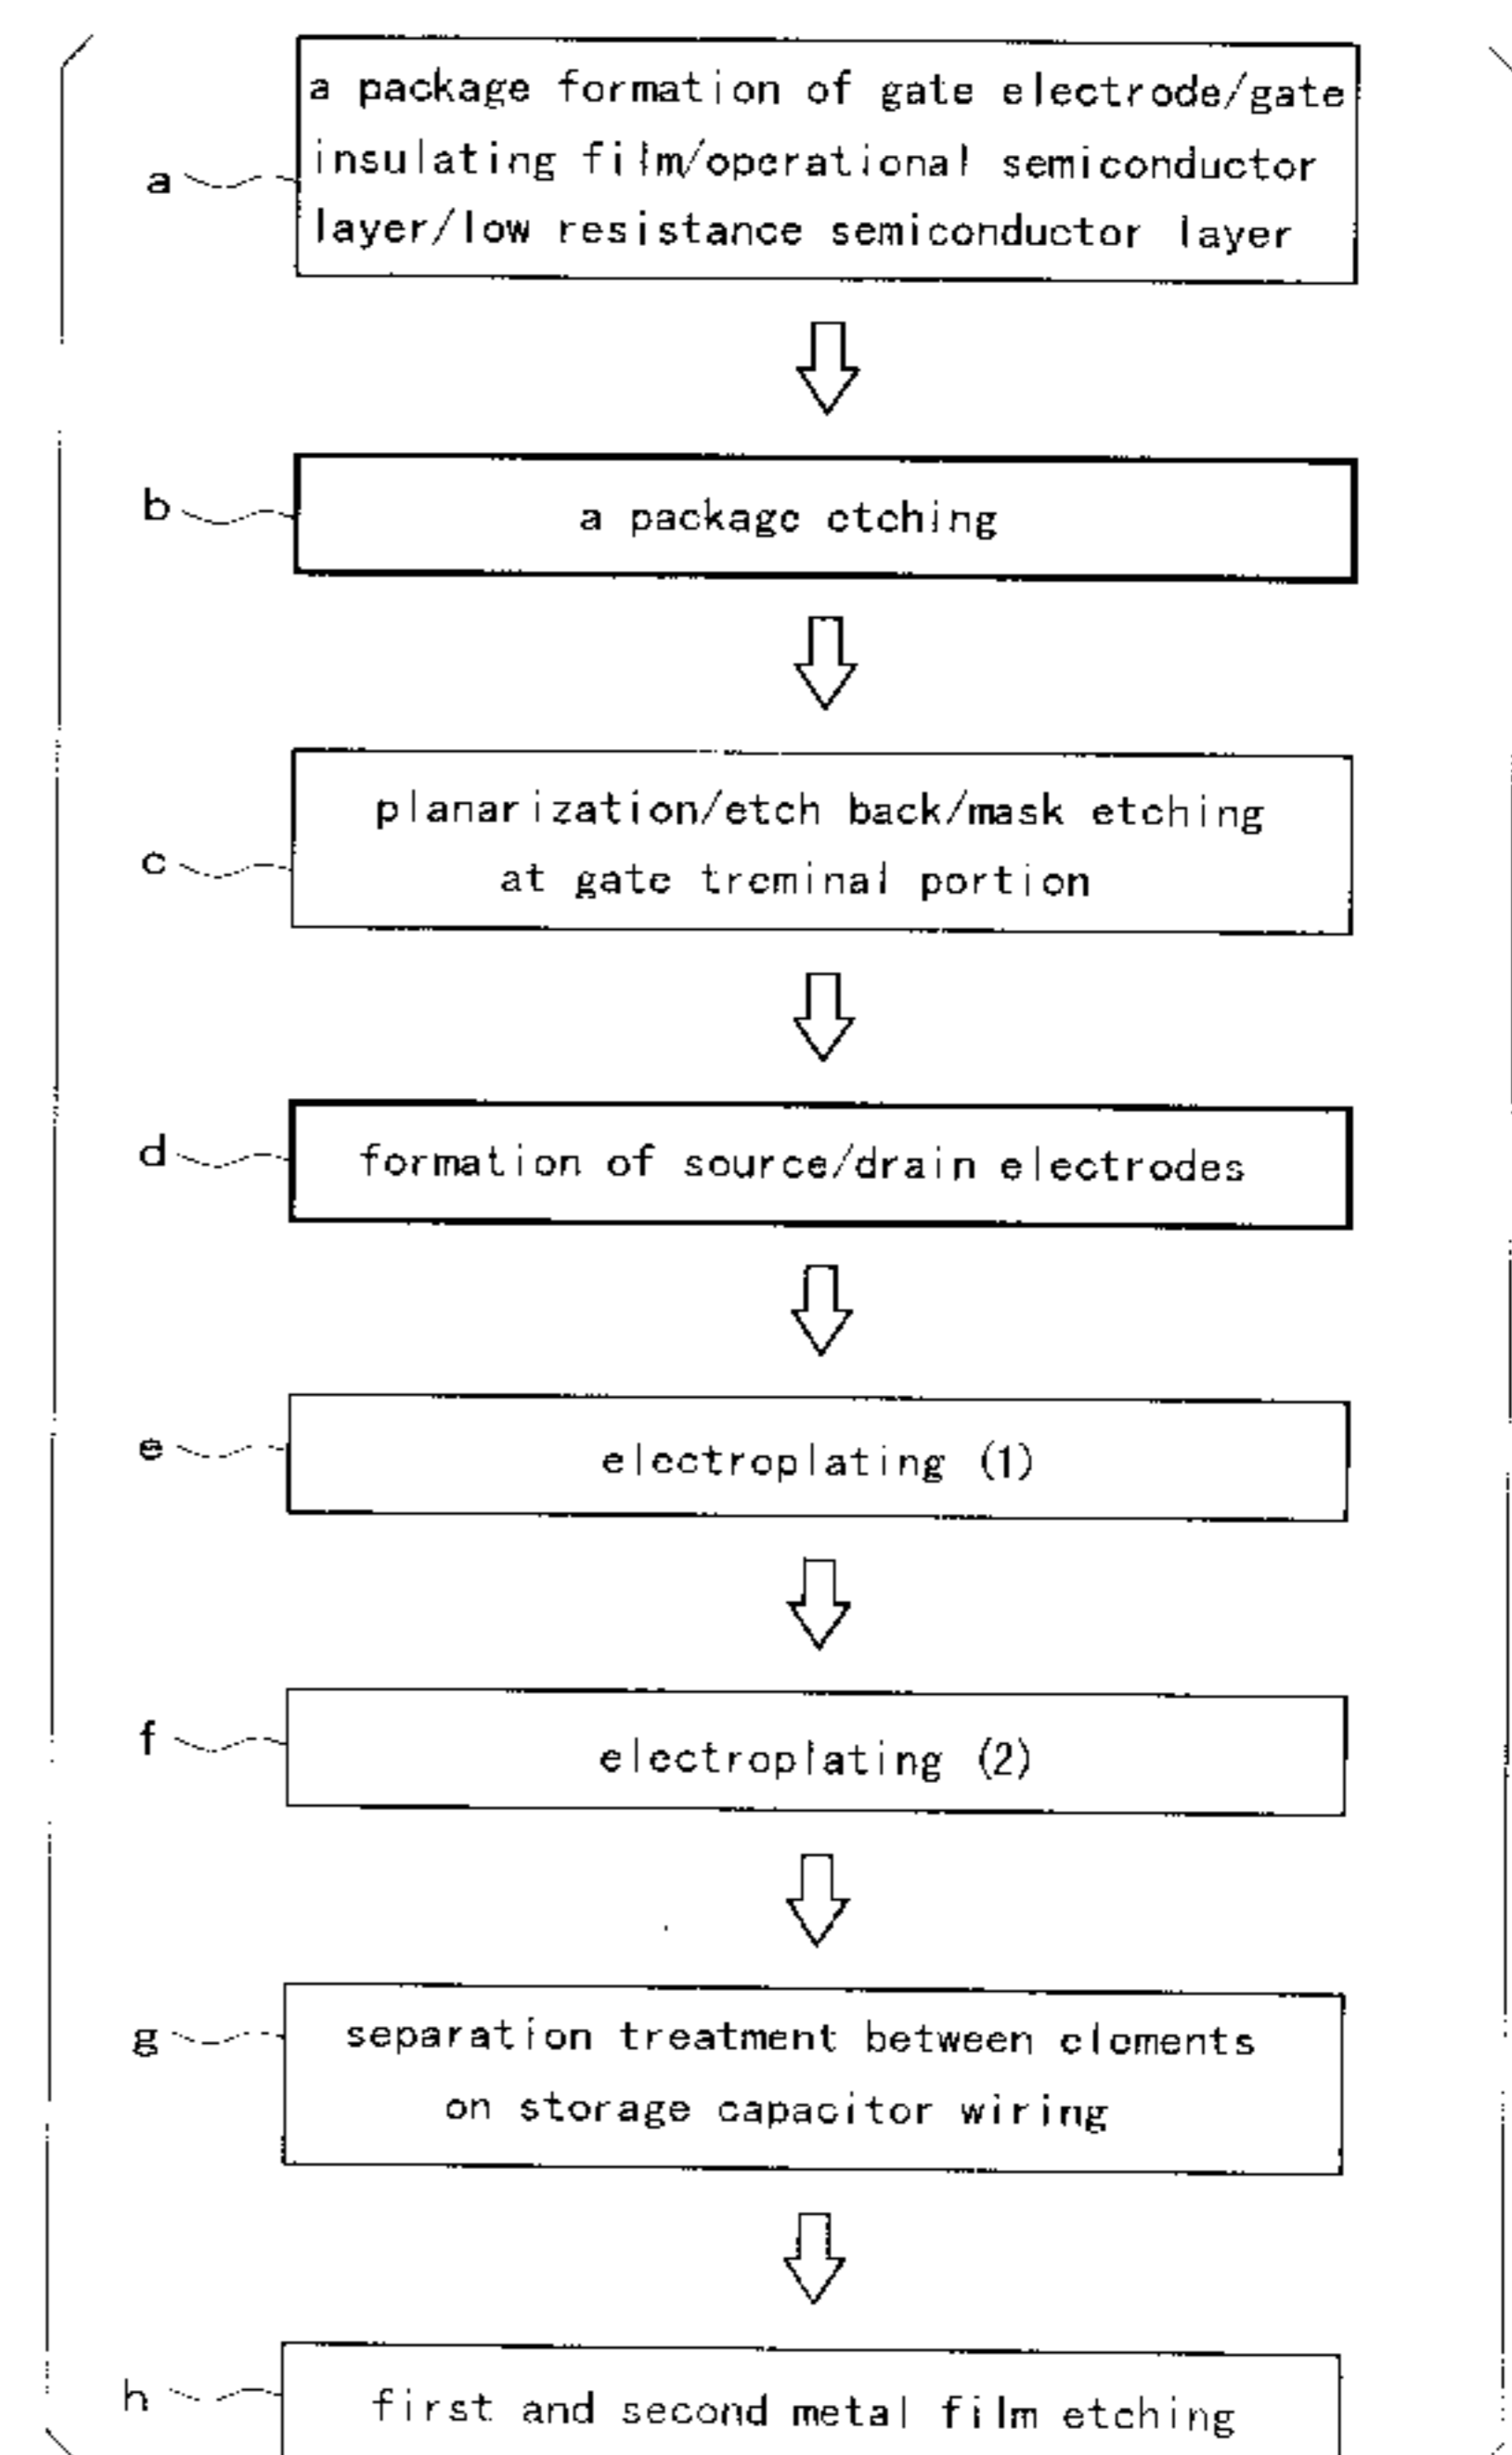 a package formation of gate electrode/gate
a
insulating film/operational semiconductor
layer/low resistance semiconductor layer
b
a package etching
planarization/etch back/mask etching
c
at gate treminal portion
d
formation of source/drain electrodes
e
electroplating (1)
f
electroplating (2)
g
separation treatment between elements
on storage capacitor wiring
h
first and second metal film etching